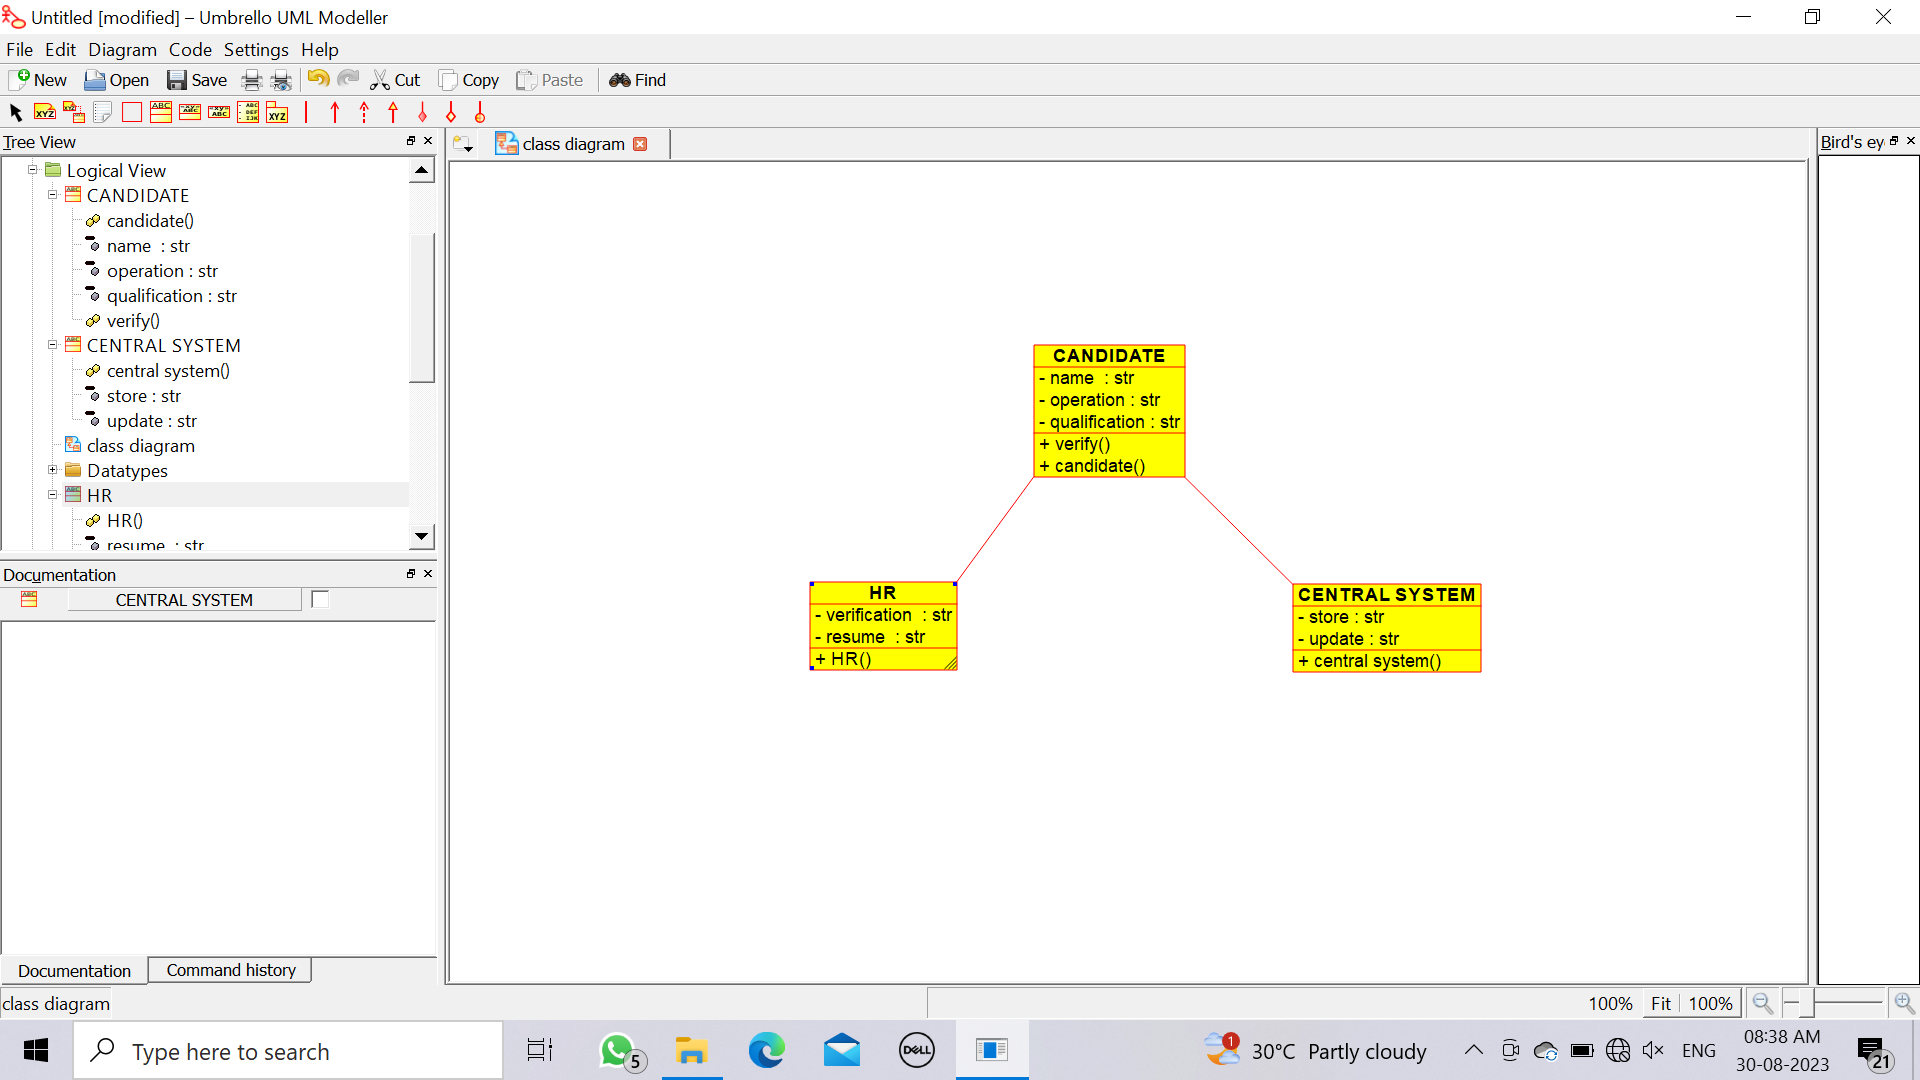 Untitled [modified] – Umbrello UML Modeller
File Edit Diagram Code Settings Help
New Open Save Cut Copy Paste Find
Tree View
class diagram
Bird's ey
Logical View
CANDIDATE
candidate()
name : str
operation : str
qualification : str
verify()
CENTRAL SYSTEM
central system()
store : str
update : str
class diagram
Datatypes
HR
HR()
resume : str
CANDIDATE
- name : str
- operation : str
- qualification : str
+ verify()
+ candidate()
HR
- verification : str
- resume : str
+ HR()
CENTRAL SYSTEM
- store : str
- update : str
+ central system()
Documentation
CENTRAL SYSTEM
Documentation Command history
class diagram
100% Fit 100%
Type here to search
5
DELL
1
30°C Partly cloudy
ENG
08:38 AM
30-08-2023
21